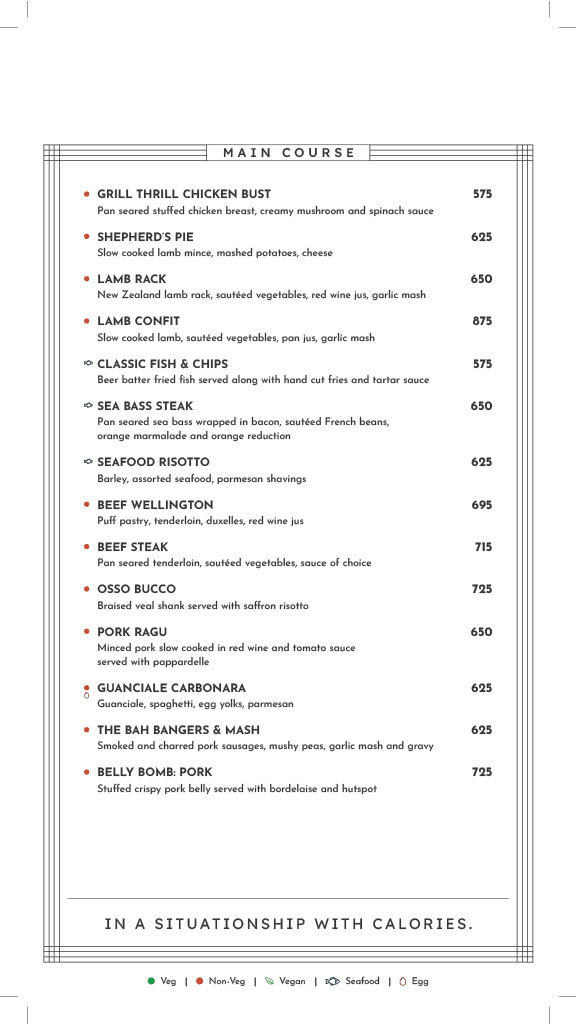 MAIN COURSE
GRILL THRILL CHICKEN BUST 575
Pan seared stuffed chicken breast, creamy mushroom and spinach sauce
SHEPHERD'S PIE 625
Slow cooked lamb mince, mashed potatoes, cheese
LAMB RACK 650
New Zealand lamb rack, sautéed vegetables, red wine jus, garlic mash
LAMB CONFIT 875
Slow cooked lamb, sautéed vegetables, pan jus, garlic mash
CLASSIC FISH & CHIPS 575
Beer batter fried fish served along with hand cut fries and tartar sauce
SEA BASS STEAK 650
Pan seared sea bass wrapped in bacon, sautéed French beans,
orange marmalade and orange reduction
SEAFOOD RISOTTO 625
Barley, assorted seafood, parmesan shavings
BEEF WELLINGTON 695
Puff pastry, tenderloin, duxelles, red wine jus
BEEF STEAK 715
Pan seared tenderloin, sautéed vegetables, sauce of choice
OSSO BUCCO 725
Braised veal shank served with saffron risotto
PORK RAGU 650
Minced pork slow cooked in red wine and tomato sauce
served with pappardelle
GUANCIALE CARBONARA 625
Guanciale, spaghetti, egg yolks, parmesan
THE BAH BANGERS & MASH 625
Smoked and charred pork sausages, mushy peas, garlic mash and gravy
BELLY BOMB: PORK 725
Stuffed crispy pork belly served with bordelaise and hutspot
IN A SITUATIONSHIP WITH CALORIES.
Veg | Non-Veg | Vegan | Seafood | Egg